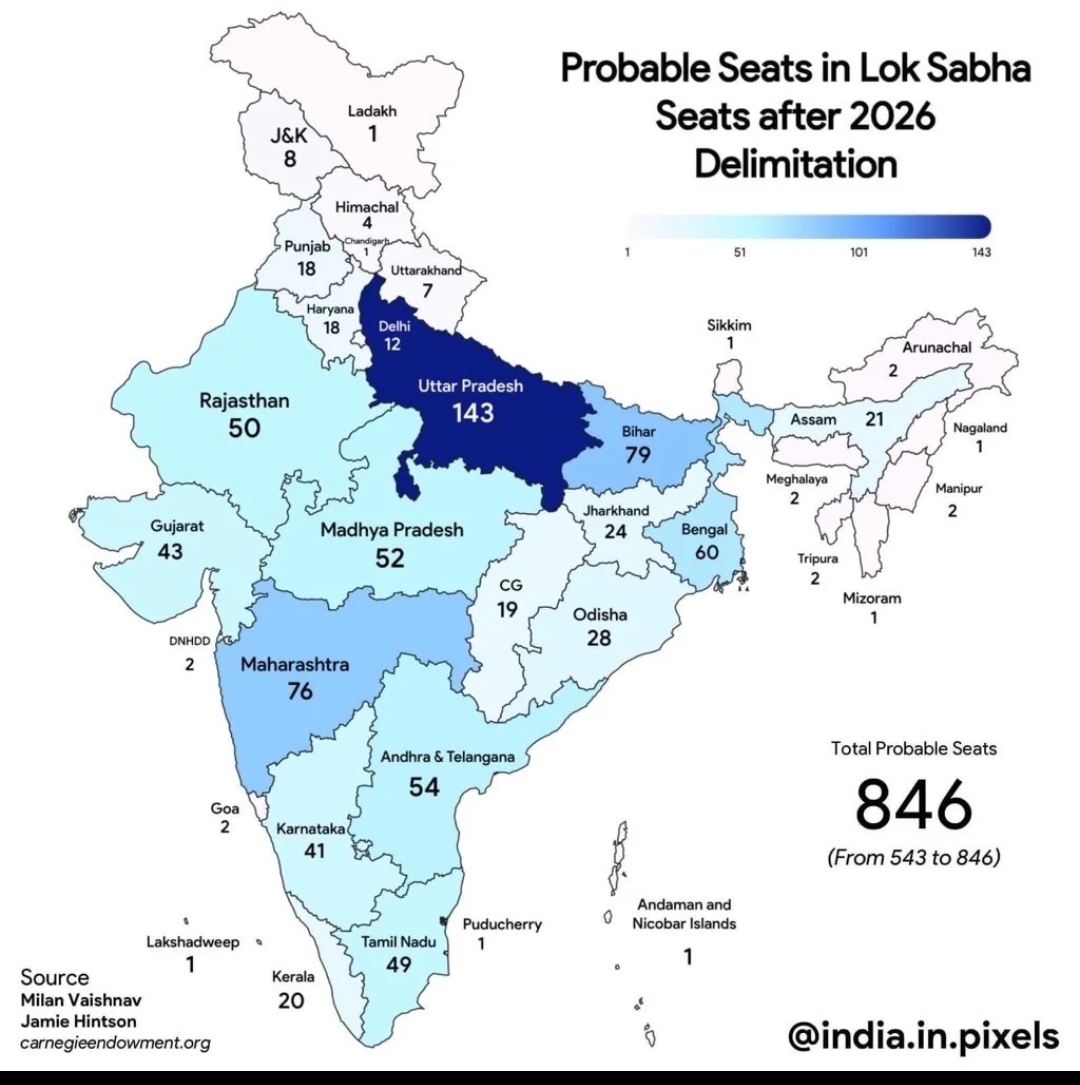 Probable Seats in Lok Sabha
Seats after 2026
Delimitation
1 51 101 143
Ladakh
1
J&K
8
Himachal
4
Chandigarh
1
Punjab
18
Uttarakhand
7
Haryana
18
Delhi
12
Uttar Pradesh
143
Rajasthan
50
Bihar
79
Sikkim
1
Arunachal
2
Assam 21
Nagaland
1
Meghalaya
2
Manipur
2
Tripura
2
Mizoram
1
Gujarat
43
Madhya Pradesh
52
Jharkhand
24
Bengal
60
CG
19
Odisha
28
DNHDD
2
Maharashtra
76
Andhra & Telangana
54
Total Probable Seats
846
(From 543 to 846)
Goa
2
Karnataka
41
Andaman and
Nicobar Islands
1
Puducherry
1
Lakshadweep
1
Tamil Nadu
49
Kerala
20
Source
Milan Vaishnav
Jamie Hintson
carnegieendowment.org
@india.in.pixels